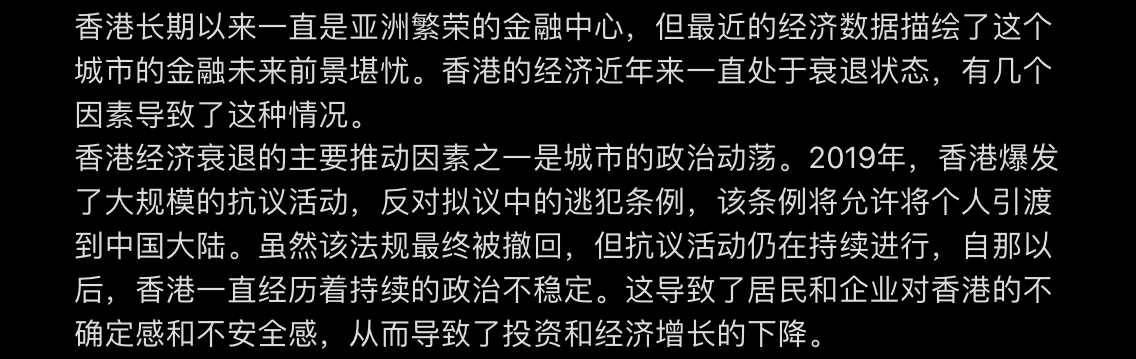 香港长期以来一直是亚洲繁荣的金融中心，但最近的经济数据描绘了这个
城市的金融未来前景堪忧。香港的经济近年来一直处于衰退状态，有几个
因素导致了这种情况。
香港经济衰退的主要推动因素之一是城市的政治动荡。2019年，香港爆发
了大规模的抗议活动，反对拟议中的逃犯条例，该条例将允许将个人引渡
到中国大陆。虽然该法规最终被撤回，但抗议活动仍在持续进行，自那以
后，香港一直经历着持续的政治不稳定。这导致了居民和企业对香港的不
确定感和不安全感，从而导致了投资和经济增长的下降。